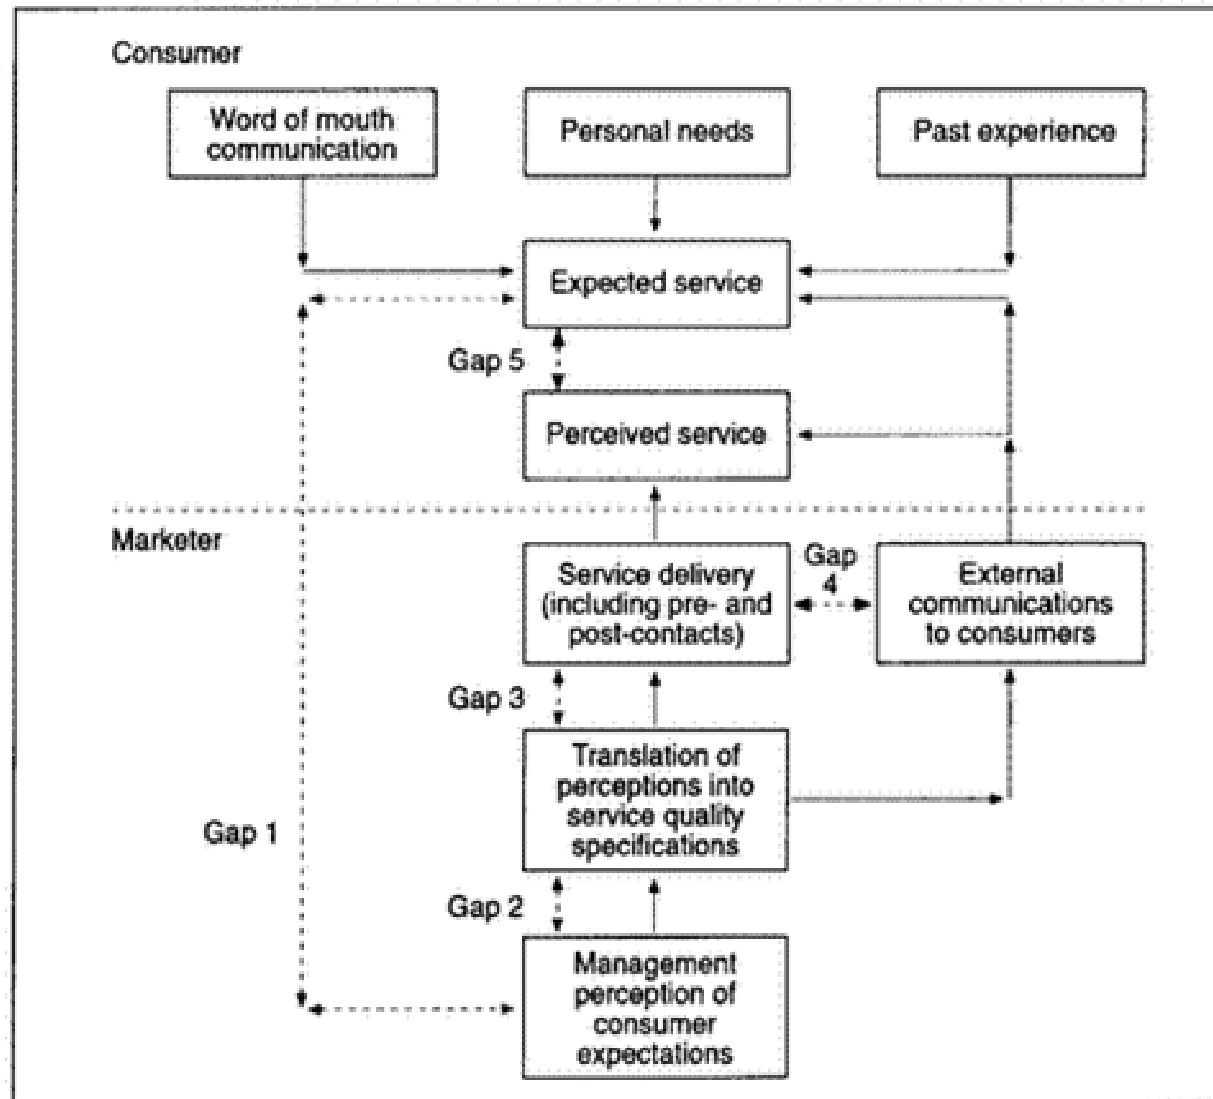 Consumer
Word of mouth
communication
Personal needs
Past experience
Expected service
Gap 5
Perceived service
Marketer
Service delivery
(including pre- and
post-contacts)
Gap
4
External
communications
to consumers
Gap 3
Translation of
perceptions into
service quality
specifications
Gap 1
Gap 2
Management
perception of
consumer
expectations